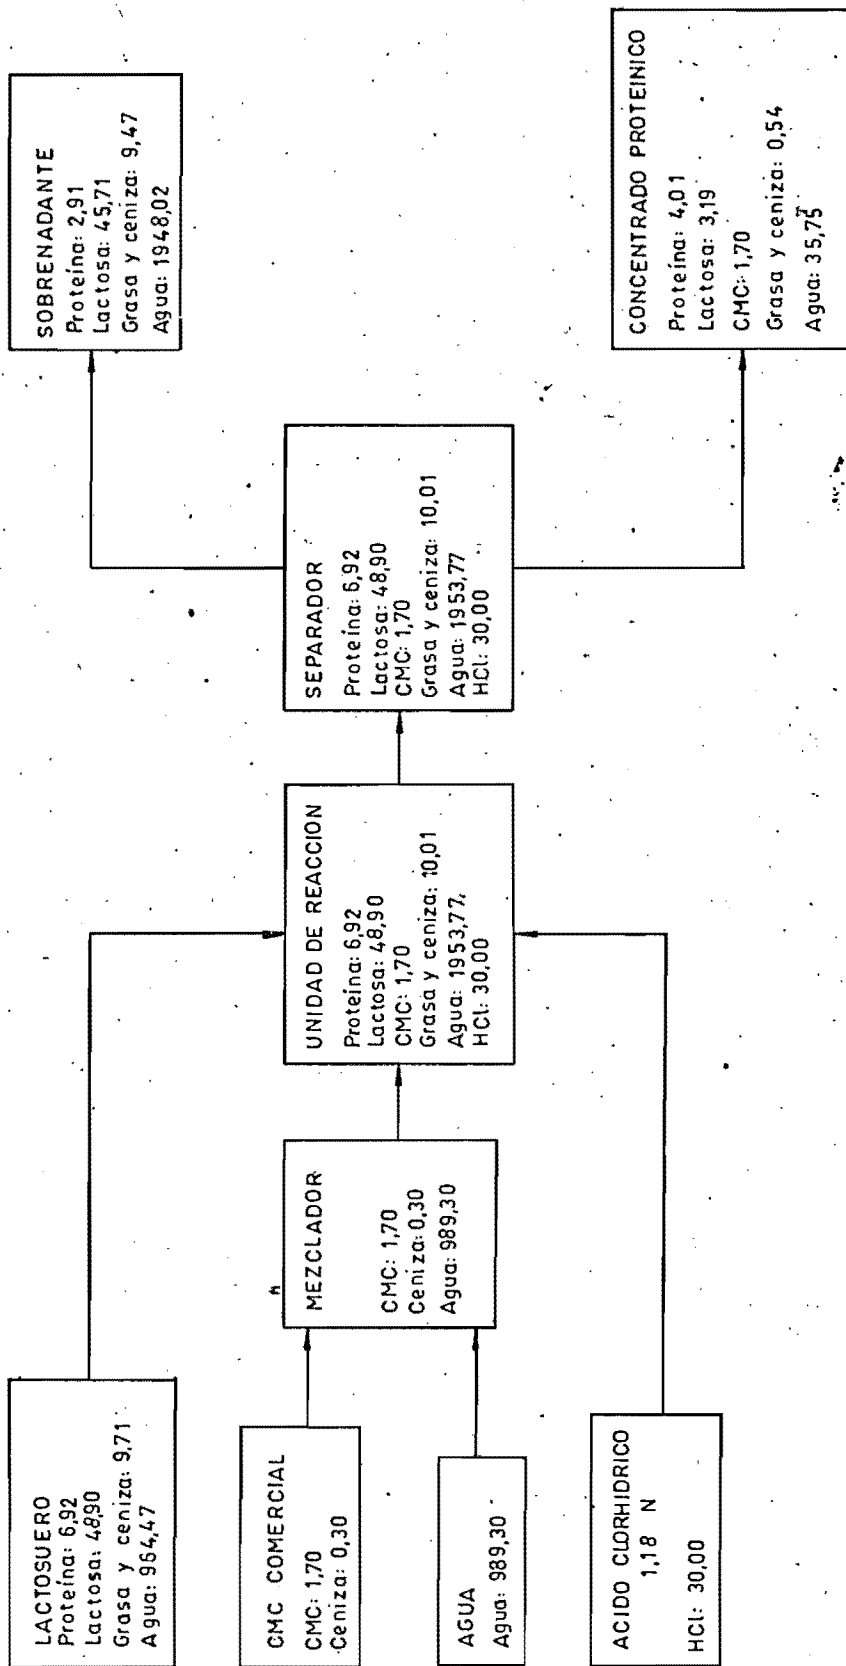 LACTOSUERO
Proteína: 6,92
Lactosa: 48,90
Grasa y ceniza: 9,71
Agua: 964,47
CMC COMERCIAL
CMC: 1,70
Ceniza: 0,30
AGUA
Agua: 989,30
ACIDO CLORHIDRICO
1,18 N
HCl: 30,00
MEZCLADOR
CMC: 1,70
Ceniza: 0,30
Agua: 989,30
UNIDAD DE REACCION
Proteína: 6,92
Lactosa: 48,90
CMC: 1,70
Grasa y ceniza: 10,01
Agua: 1953,77
HCl: 30,00
SEPARADOR
Proteína: 6,92
Lactosa: 48,90
CMC: 1,70
Grasa y ceniza: 10,01
Agua: 1953,77
HCl: 30,00
SOBRENADANTE
Proteína: 2,91
Lactosa: 45,71
Grasa y ceniza: 9,47
Agua: 1948,02
CONCENTRADO PROTEINICO
Proteína: 4,01
Lactosa: 3,19
CMC: 1,70
Grasa y ceniza: 0,54
Agua: 35,75